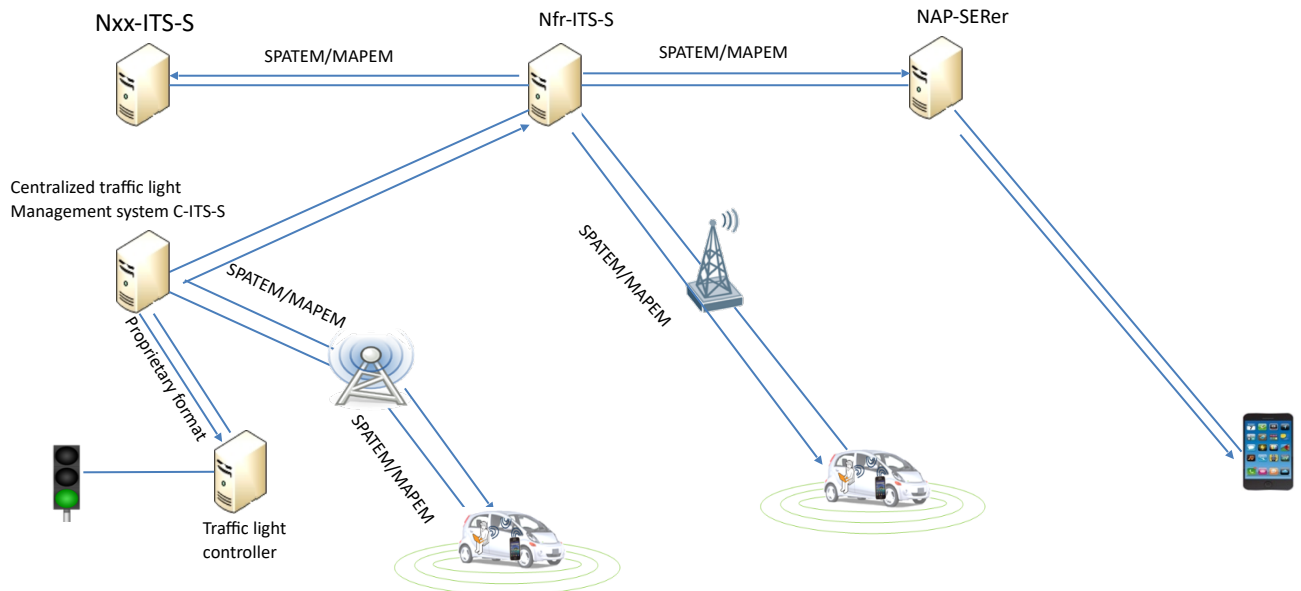 Nxx-ITS-S
Nfr-ITS-S
NAP-SERer
SPATEM/MAPEM
SPATEM/MAPEM
Centralized traffic light
Management system C-ITS-S
SPATEM/MAPEM
SPATEM/MAPEM
Proprietary format
SPATEM/MAPEM
Traffic light
controller